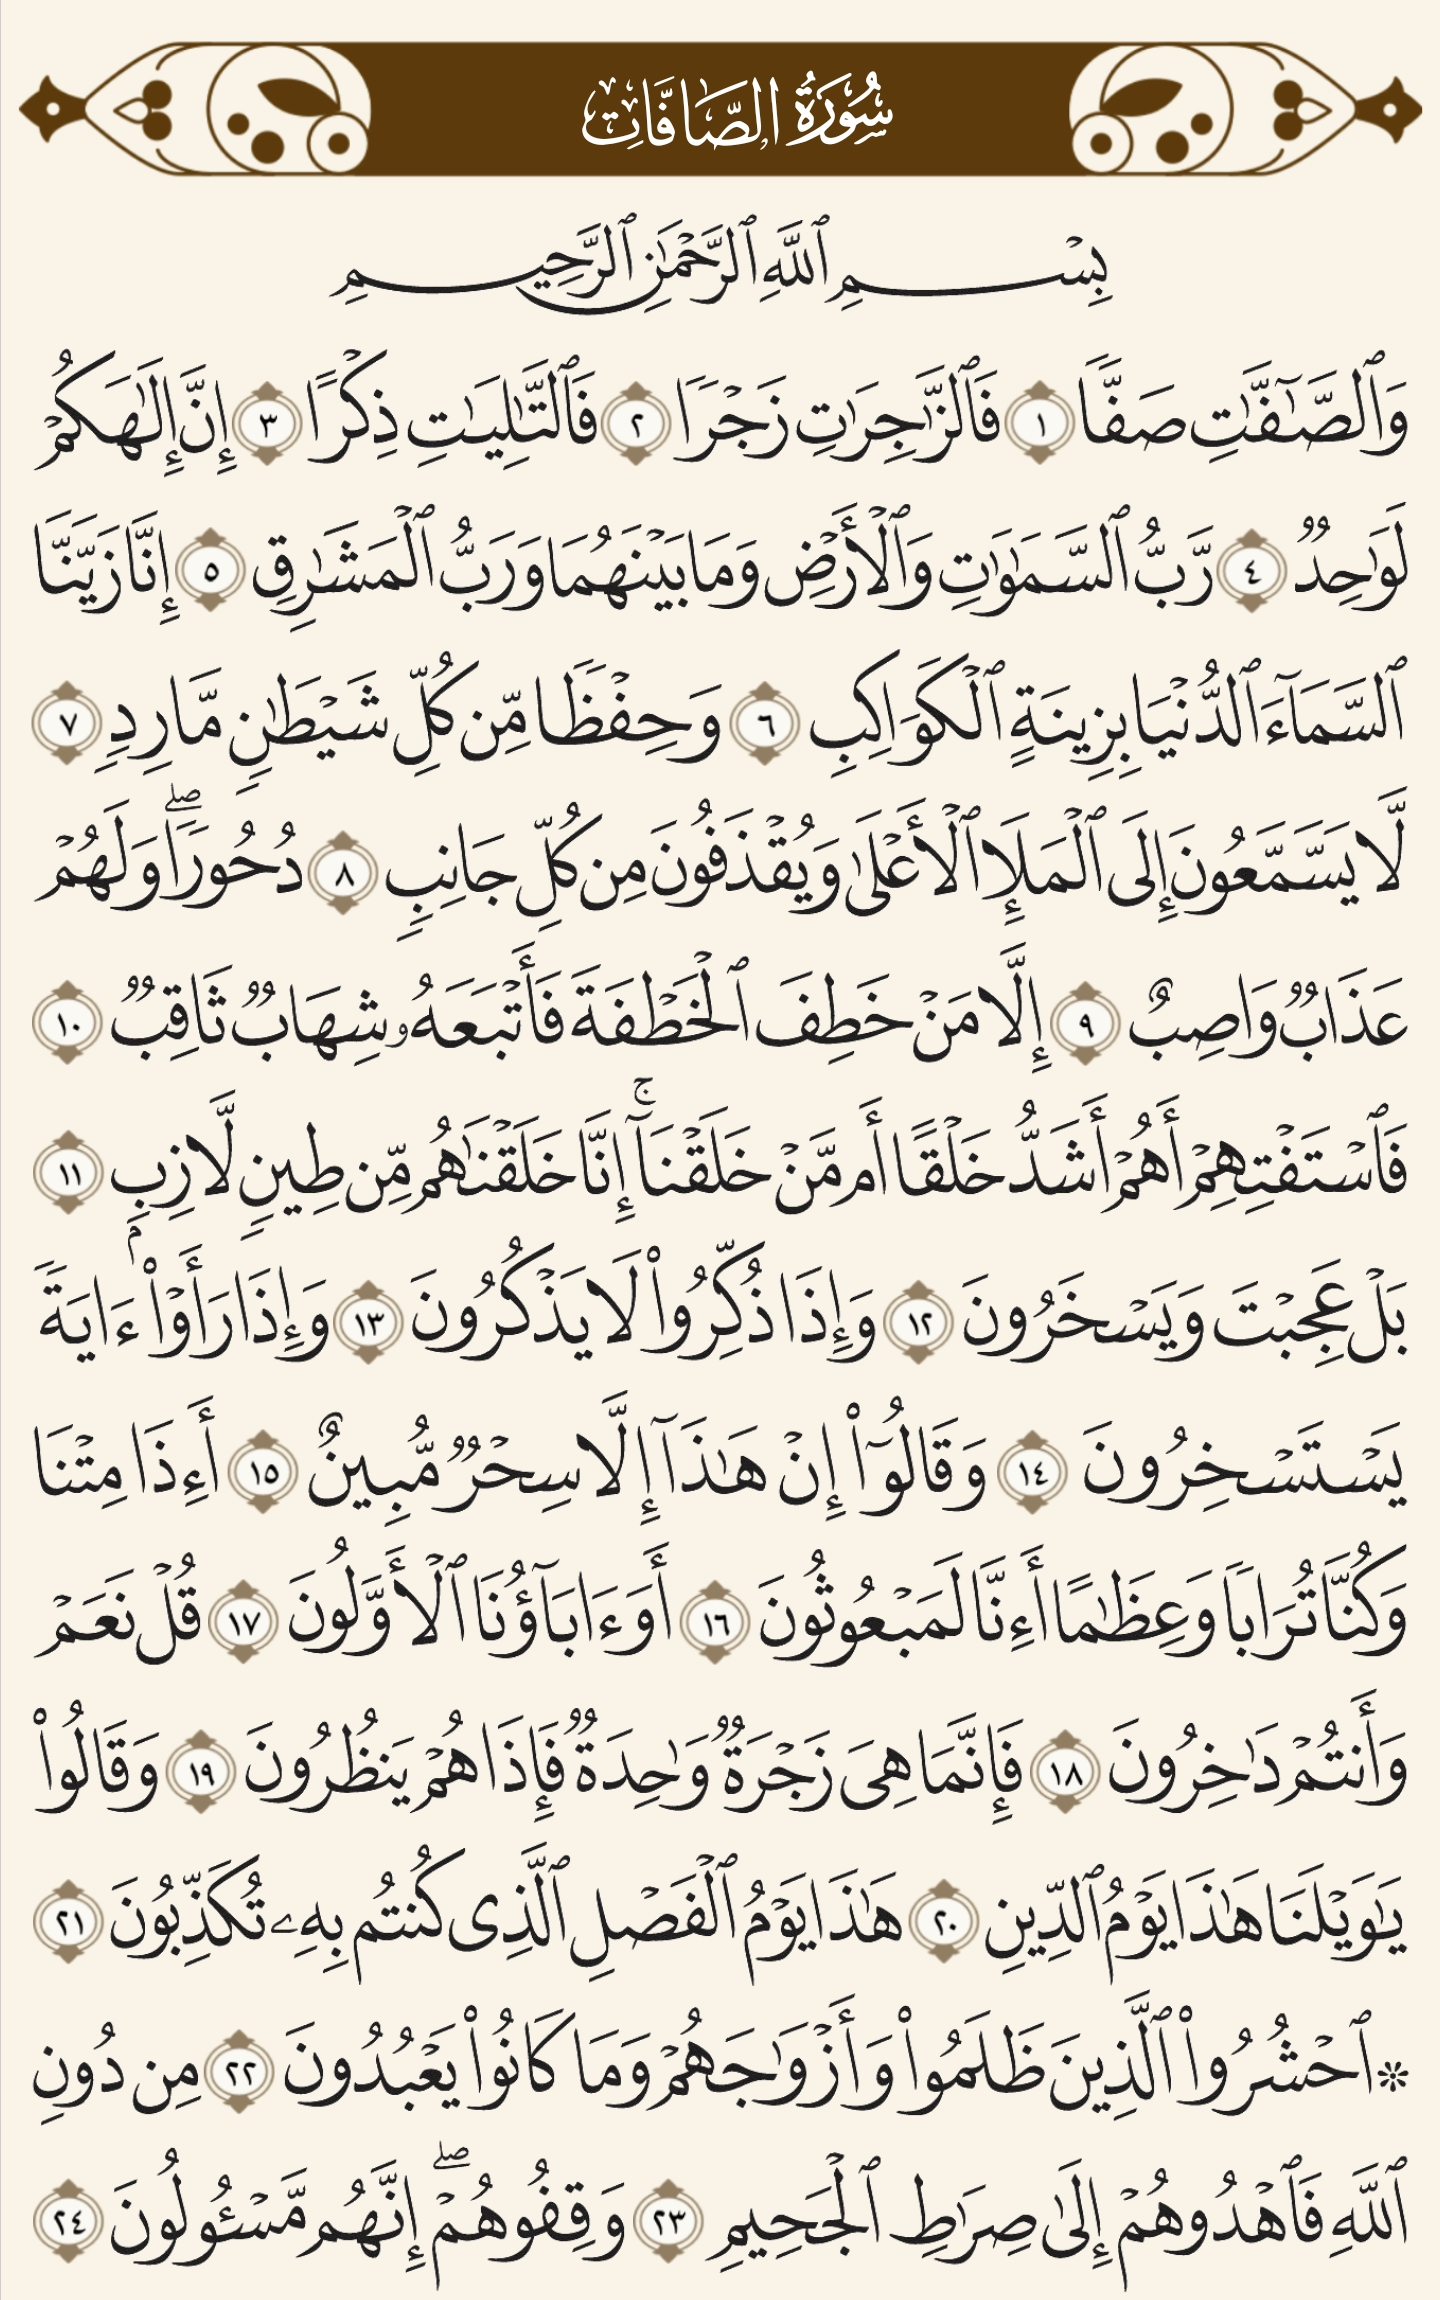 سُورَةُ الصَّافَّاتِ
بِسْمِ ٱللَّهِ ٱلرَّحْمَٰنِ ٱلرَّحِيمِ
وَٱلصَّٰٓفَّٰتِ صَفًّا ١ فَٱلزَّٰجِرَٰتِ زَجْرًا ٢ فَٱلتَّٰلِيَٰتِ ذِكْرًا ٣ إِنَّ إِلَٰهَكُمْ
لَوَٰحِدٌ ٤ رَّبُّ ٱلسَّمَٰوَٰتِ وَٱلْأَرْضِ وَمَا بَيْنَهُمَا وَرَبُّ ٱلْمَشَٰرِقِ ٥ إِنَّا زَيَّنَّا
ٱلسَّمَآءَ ٱلدُّنْيَا بِزِينَةٍ ٱلْكَوَاكِبِ ٦ وَحِفْظًا مِّن كُلِّ شَيْطَٰنٍ مَّارِدٍ ٧
لَّا يَسَّمَّعُونَ إِلَى ٱلْمَلَإِ ٱلْأَعْلَىٰ وَيُقْذَفُونَ مِن كُلِّ جَانِبٍ ٨ دُحُورًا ۖ وَلَهُمْ
عَذَابٌ وَاصِبٌ ٩ إِلَّا مَنْ خَطِفَ ٱلْخَطْفَةَ فَأَتْبَعَهُۥ شِهَابٌ ثَاقِبٌ ١٠
فَٱسْتَفْتِهِمْ أَهُمْ أَشَدُّ خَلْقًا أَم مَّنْ خَلَقْنَآ ۚ إِنَّا خَلَقْنَٰهُم مِّن طِينٍ لَّازِبٍۭ ١١
بَلْ عَجِبْتَ وَيَسْخَرُونَ ١٢ وَإِذَا ذُكِّرُوا۟ لَا يَذْكُرُونَ ١٣ وَإِذَا رَأَوْا۟ ءَايَةً
يَسْتَسْخِرُونَ ١٤ وَقَالُوٓا۟ إِنْ هَٰذَآ إِلَّا سِحْرٌ مُّبِينٌ ١٥ أَءِذَا مِتْنَا
وَكُنَّا تُرَابًا وَعِظَٰمًا أَءِنَّا لَمَبْعُوثُونَ ١٦ أَوَءَابَآؤُنَا ٱلْأَوَّلُونَ ١٧ قُلْ نَعَمْ
وَأَنتُمْ دَٰخِرُونَ ١٨ فَإِنَّمَا هِىَ زَجْرَةٌ وَٰحِدَةٌ فَإِذَا هُمْ يَنظُرُونَ ١٩ وَقَالُوا۟
يَٰوَيْلَنَا هَٰذَا يَوْمُ ٱلدِّينِ ٢٠ هَٰذَا يَوْمُ ٱلْفَصْلِ ٱلَّذِى كُنتُم بِهِۦ تُكَذِّبُونَ ٢١
۞ ٱحْشُرُوا۟ ٱلَّذِينَ ظَلَمُوا۟ وَأَزْوَٰجَهُمْ وَمَا كَانُوا۟ يَعْبُدُونَ ٢٢ مِن دُونِ
ٱللَّهِ فَٱهْدُوهُمْ إِلَىٰ صِرَٰطِ ٱلْجَحِيمِ ٢٣ وَقِفُوهُمْ ۖ إِنَّهُم مَّسْـُٔولُونَ ٢٤